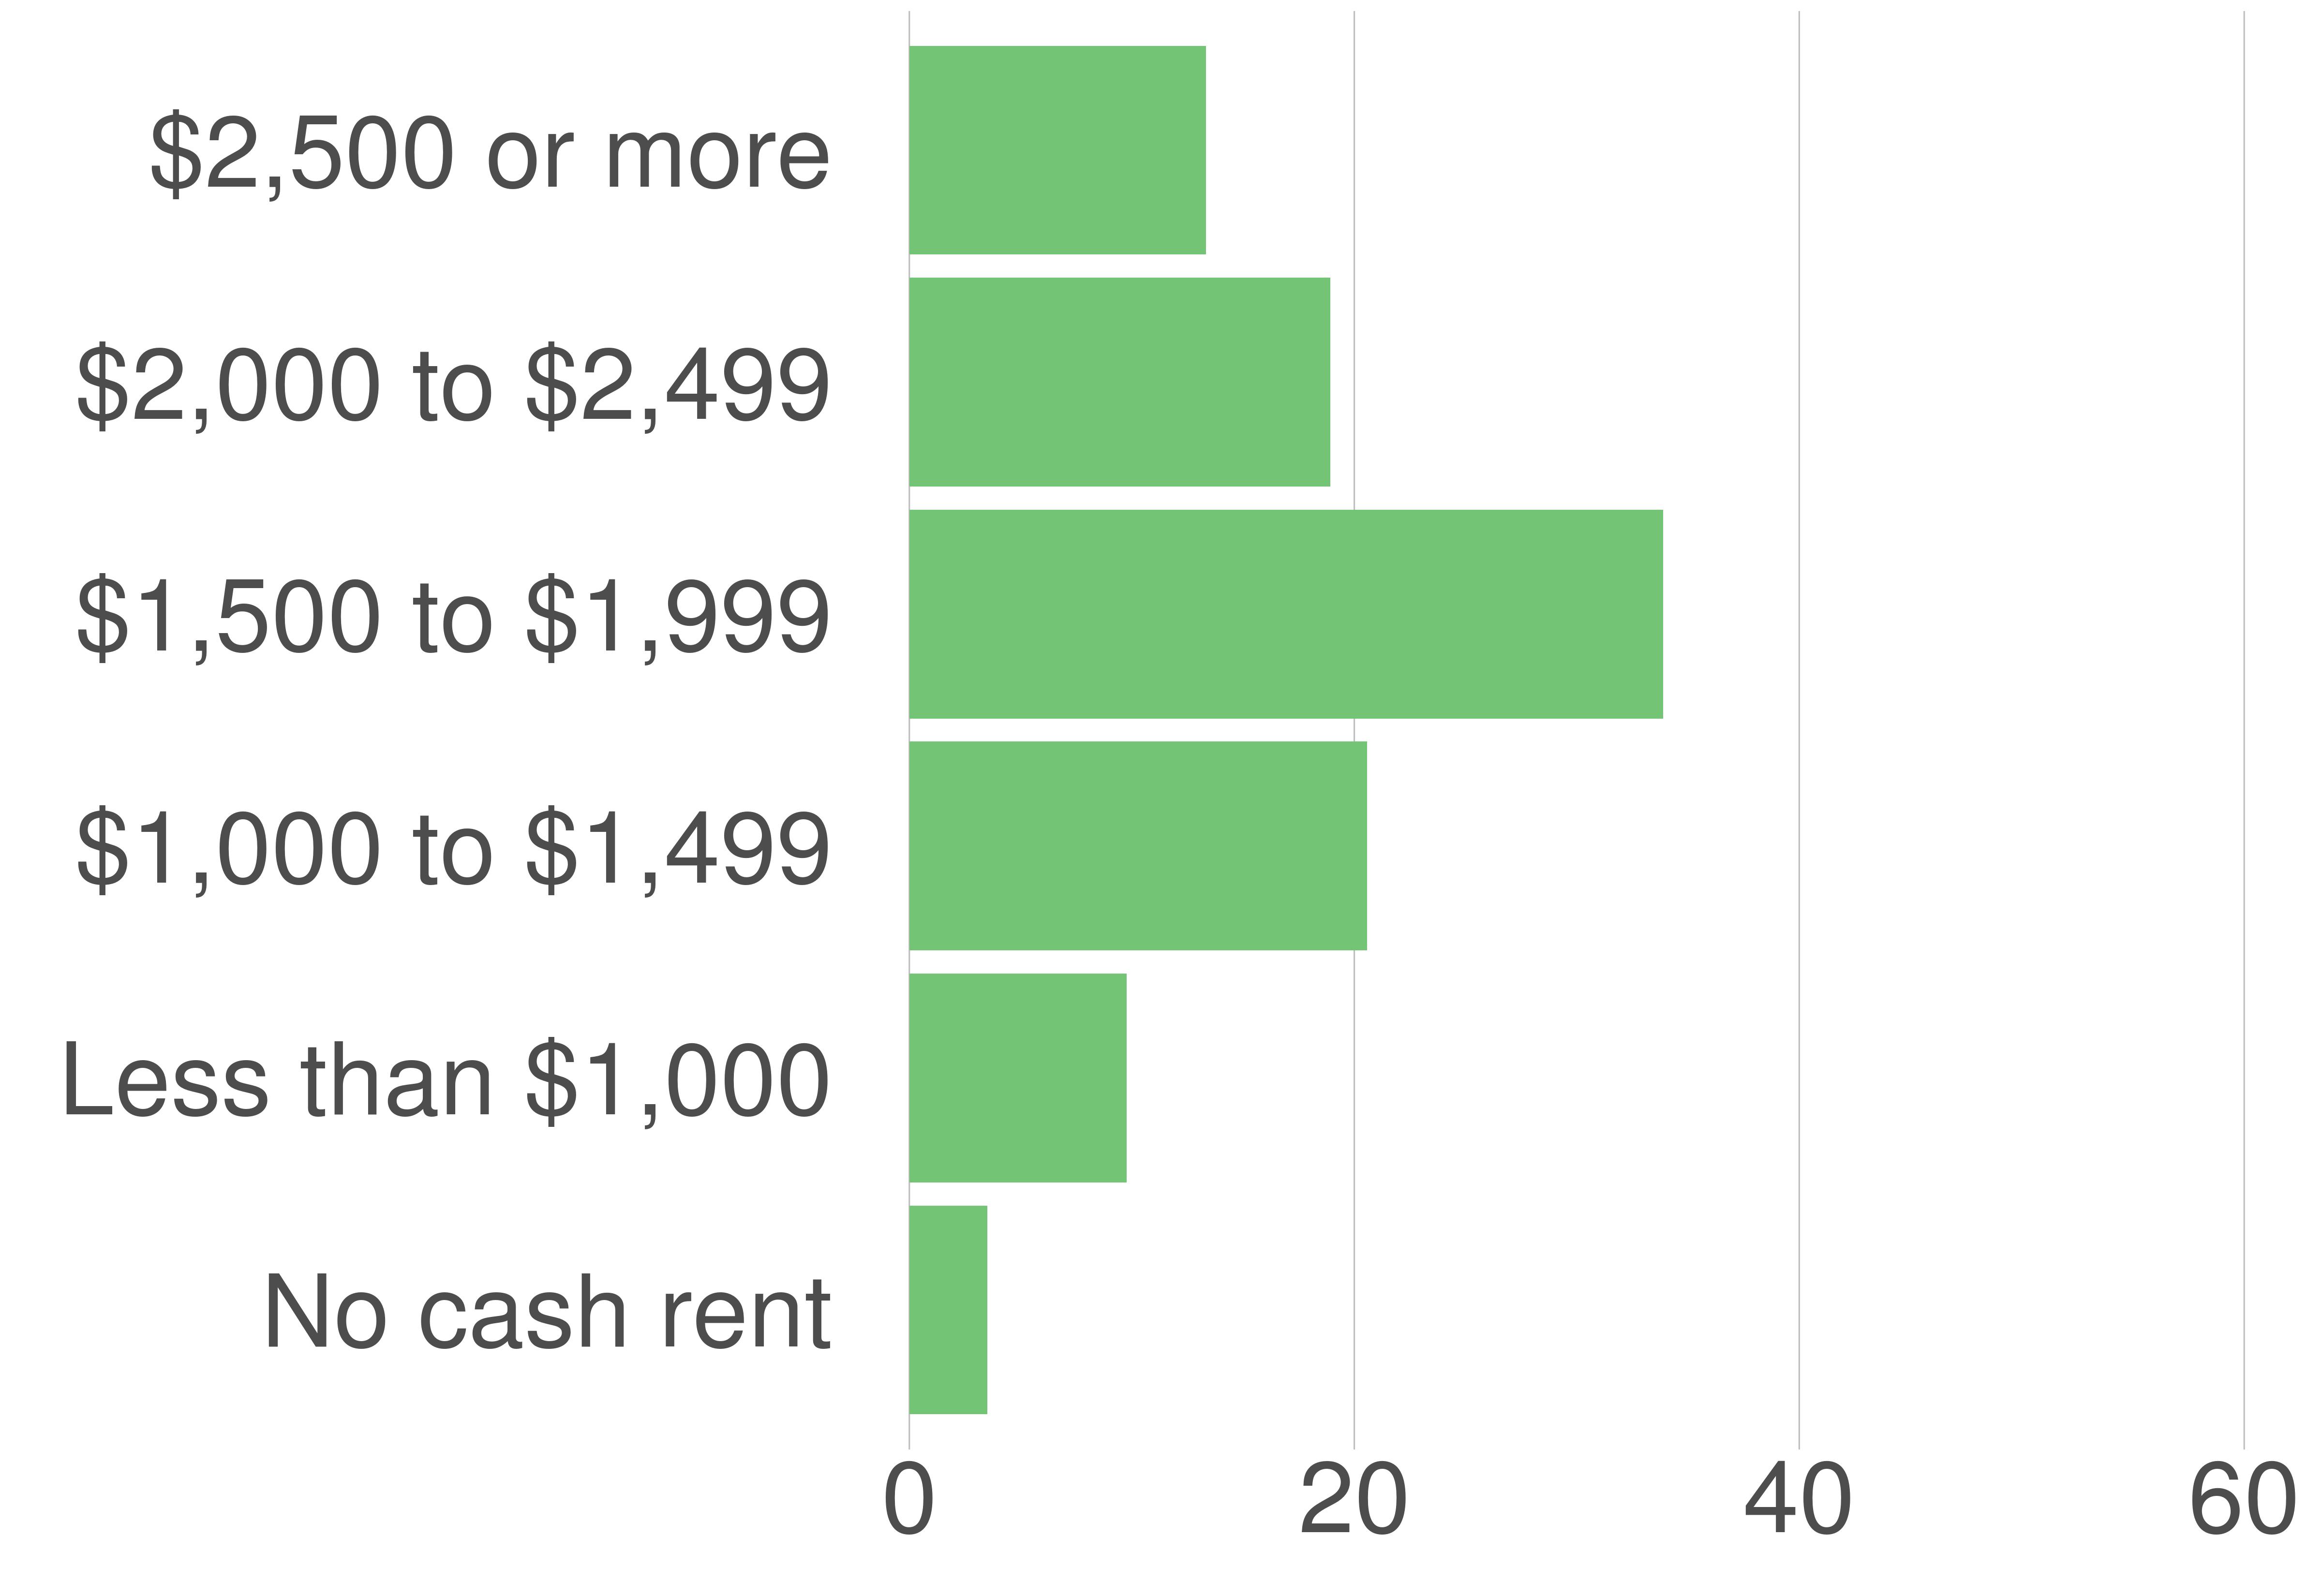 $2,500 or more
$2,000 to $2,499
$1,500 to $1,999
$1,000 to $1,499
Less than $1,000
No cash rent
0 20 40 60